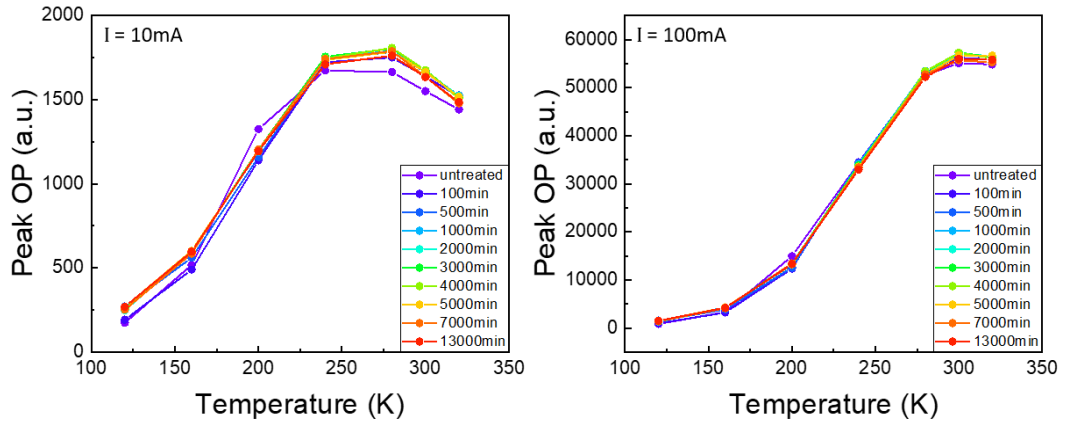 I = 10mA
Peak OP (a.u.)
2000
1500
1000
500
0
100
150
200
250
300
350
Temperature (K)
untreated
100min
500min
1000min
2000min
3000min
4000min
5000min
7000min
13000min
I = 100mA
Peak OP (a.u.)
60000
50000
40000
30000
20000
10000
0
100
150
200
250
300
350
Temperature (K)
untreated
100min
500min
1000min
2000min
3000min
4000min
5000min
7000min
13000min